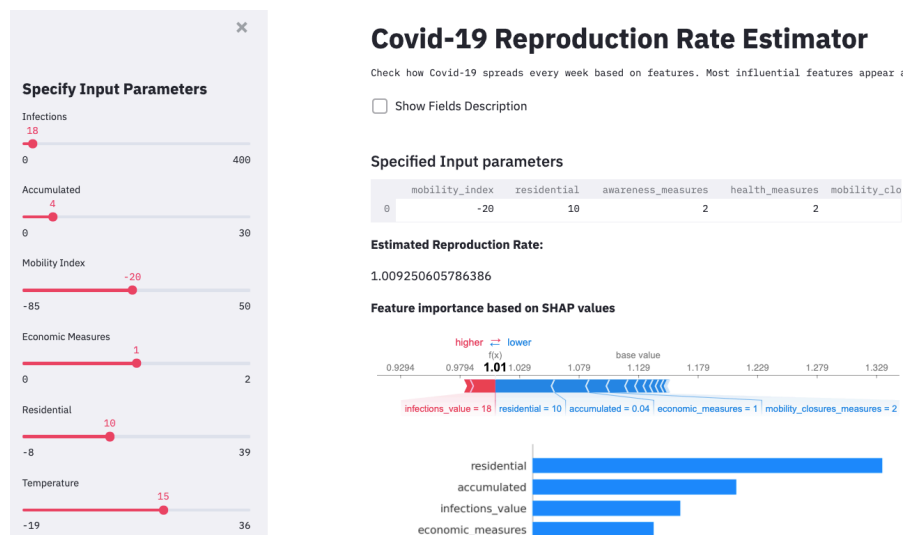 ×
Specify Input Parameters
Infections
18
0 400
Accumulated
4
0 30
Mobility Index
-20
-85 50
Economic Measures
1
0 2
Residential
10
-8 39
Temperature
15
-19 36
Covid-19 Reproduction Rate Estimator
Check how Covid-19 spreads every week based on features. Most influential features appear
Show Fields Description
Specified Input parameters
mobility_index residential awareness_measures health_measures mobility_clo
0 -20 10 2 2
Estimated Reproduction Rate:
1.009250605786386
Feature importance based on SHAP values
higher ⇄ lower
f(x) base value
0.9294 0.9794 1.01 1.029 1.079 1.129 1.179 1.229 1.279 1.329
infections_value = 18 residential = 10 accumulated = 0.04 economic_measures = 1 mobility_closures_measures = 2
residential
accumulated
infections_value
economic_measures